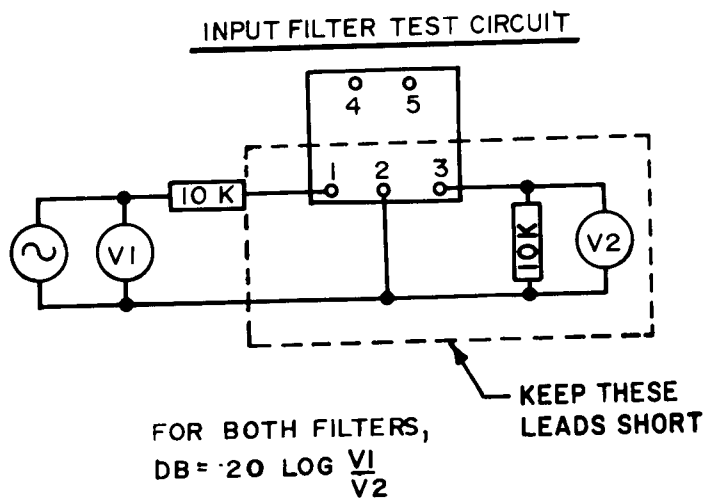 INPUT FILTER TEST CIRCUIT
4 5
1 2 3
10 K
V1
10K
V2
KEEP THESE
LEADS SHORT
FOR BOTH FILTERS,
DB = 20 LOG V1
V2